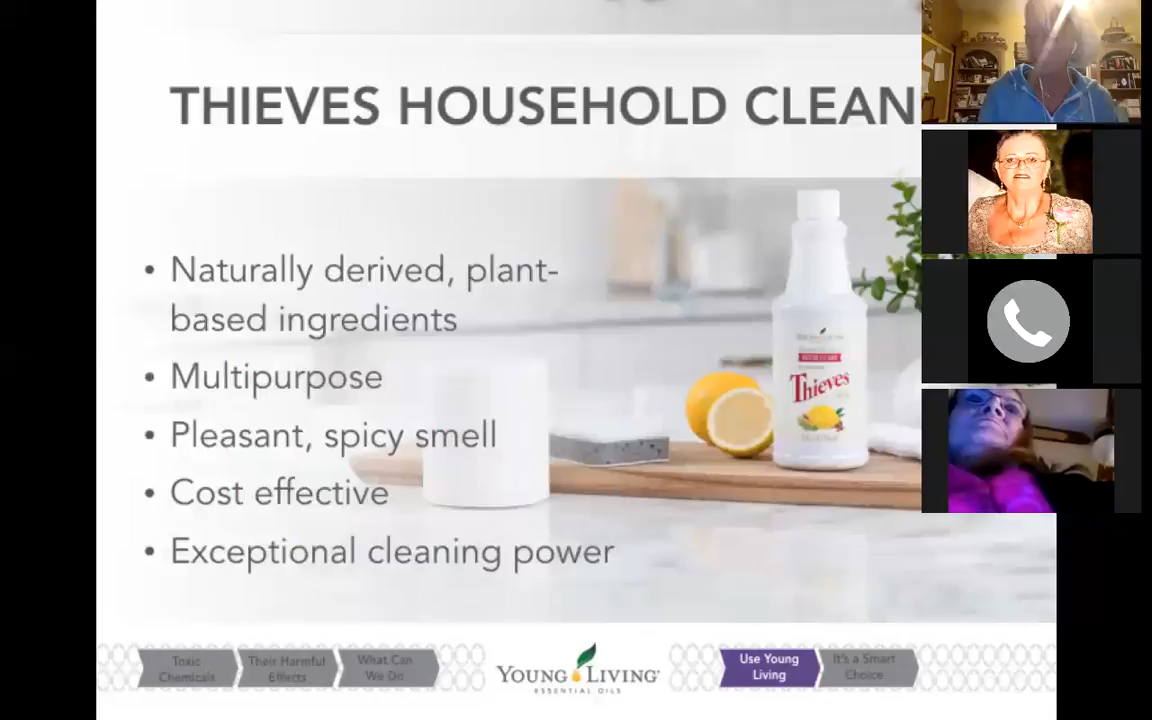 THIEVES HOUSEHOLD CLEAN
• Naturally derived, plant-
based ingredients
• Multipurpose
• Pleasant, spicy smell
• Cost effective
• Exceptional cleaning power
Thieves
Toxic
Chemicals
Their Harmful
Effects
What Can
We Do
YOUNG LIVING
ESSENTIAL OILS
Use Young
Living
It's a Smart
Choice